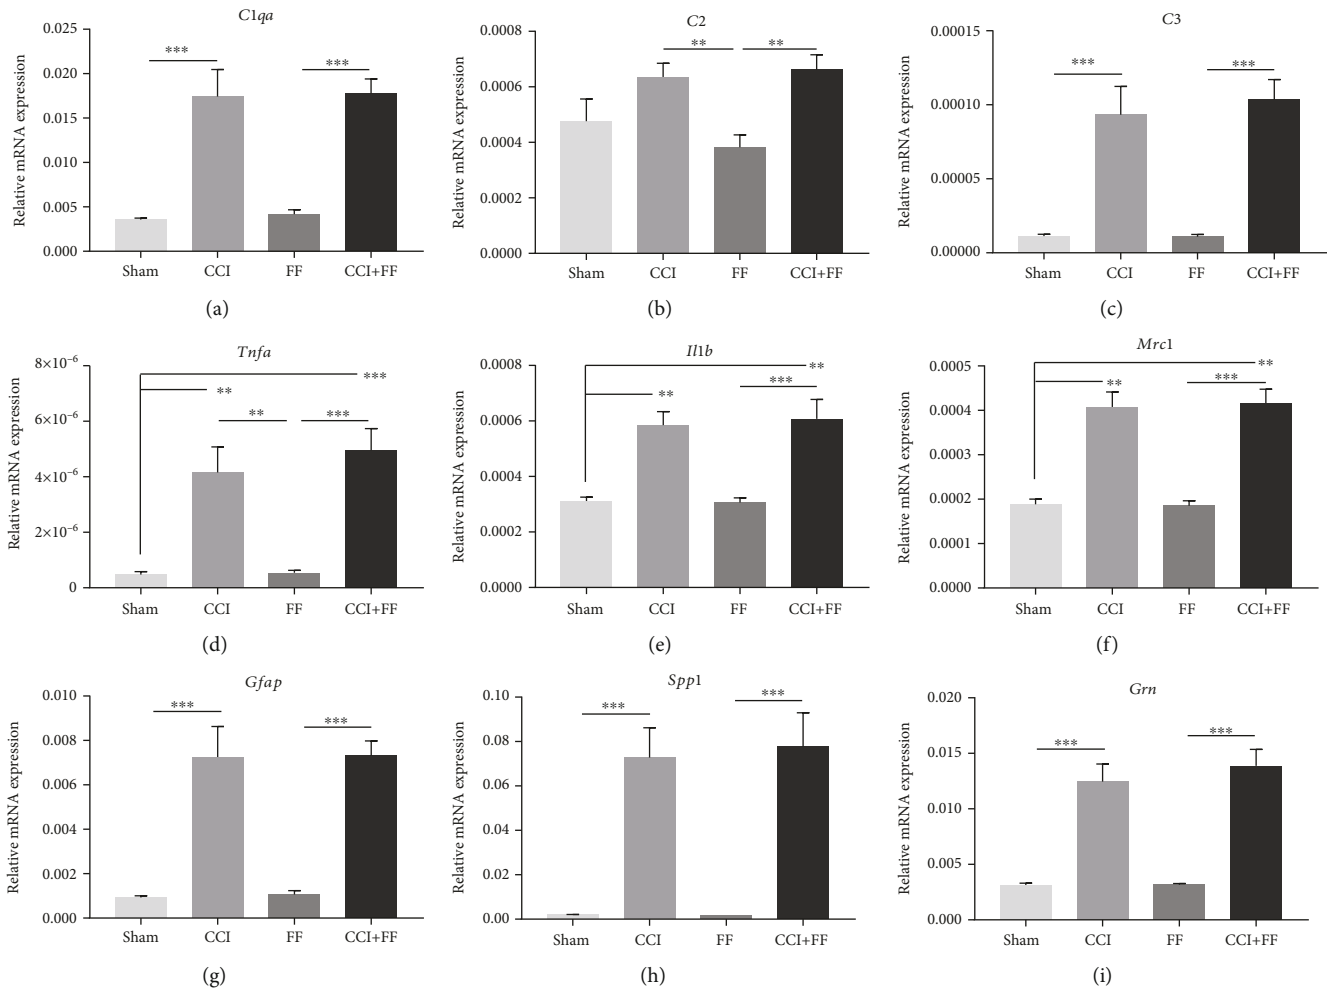 C1qa
Relative mRNA expression
0.025
0.020
0.015
0.010
0.005
0.000
***
***
Sham CCI FF CCI+FF
(a)
C2
Relative mRNA expression
0.0008
0.0006
0.0004
0.0002
0.0000
**
**
Sham CCI FF CCI+FF
(b)
C3
Relative mRNA expression
0.00015
0.00010
0.00005
0.00000
***
***
Sham CCI FF CCI+FF
(c)
Tnfa
Relative mRNA expression
8×10⁻⁶
6×10⁻⁶
4×10⁻⁶
2×10⁻⁶
0
***
**
**
***
Sham CCI FF CCI+FF
(d)
Il1b
Relative mRNA expression
0.0008
0.0006
0.0004
0.0002
0.0000
**
***
**
Sham CCI FF CCI+FF
(e)
Mrc1
Relative mRNA expression
0.0005
0.0004
0.0003
0.0002
0.0001
0.0000
**
***
**
Sham CCI FF CCI+FF
(f)
Gfap
Relative mRNA expression
0.010
0.008
0.006
0.004
0.002
0.000
***
***
Sham CCI FF CCI+FF
(g)
Spp1
Relative mRNA expression
0.10
0.08
0.06
0.04
0.02
0.00
***
***
Sham CCI FF CCI+FF
(h)
Grn
Relative mRNA expression
0.020
0.015
0.010
0.005
0.000
***
***
Sham CCI FF CCI+FF
(i)